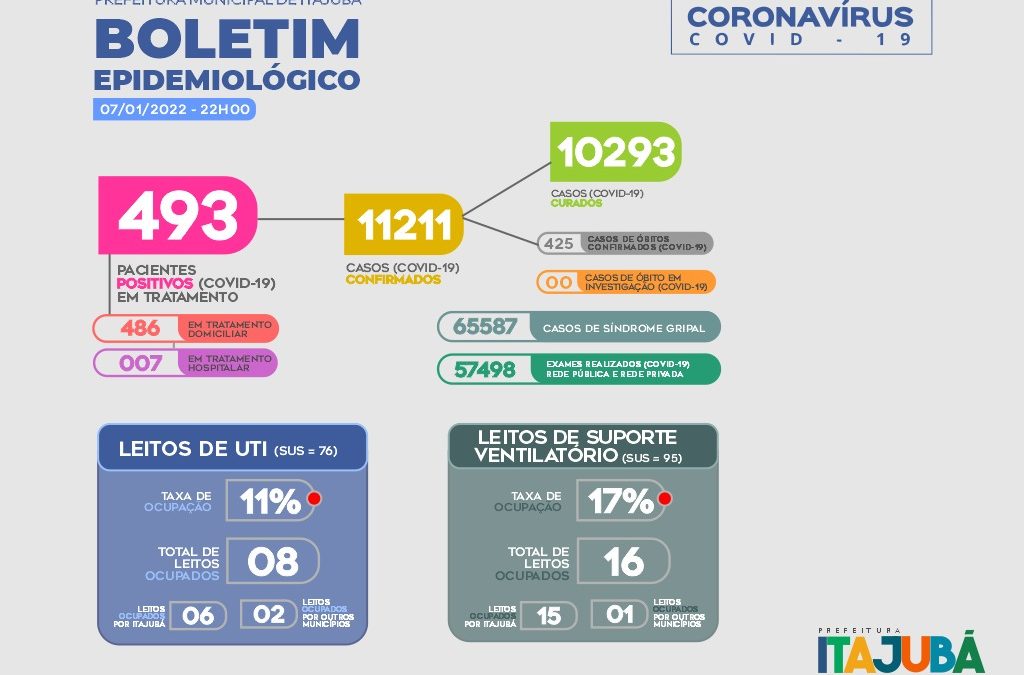 PREFEITURA MUNICIPAL DE ITAJUBÁ
BOLETIM
EPIDEMIOLÓGICO
07/01/2022 - 22H00
CORONAVÍRUS
COVID - 19
493
PACIENTES
POSITIVOS (COVID-19)
EM TRATAMENTO
486
EM TRATAMENTO
DOMICILIAR
007
EM TRATAMENTO
HOSPITALAR
11211
CASOS (COVID-19)
CONFIRMADOS
10293
CASOS (COVID-19)
CURADOS
425
CASOS DE ÓBITOS
CONFIRMADOS (COVID-19)
00
CASOS DE ÓBITO EM
INVESTIGAÇÃO (COVID-19)
65587
CASOS DE SÍNDROME GRIPAL
57498
EXAMES REALIZADOS (COVID-19)
REDE PÚBLICA E REDE PRIVADA
LEITOS DE UTI (SUS = 76)
TAXA DE
OCUPAÇÃO
11%
TOTAL DE
LEITOS
OCUPADOS
08
LEITOS
OCUPADOS
POR ITAJUBÁ
06
02
LEITOS
OCUPADOS
POR OUTROS
MUNICÍPIOS
LEITOS DE SUPORTE
VENTILATÓRIO (SUS = 95)
TAXA DE
OCUPAÇÃO
17%
TOTAL DE
LEITOS
OCUPADOS
16
LEITOS
OCUPADOS
POR ITAJUBÁ
15
01
LEITOS
OCUPADOS
POR OUTROS
MUNICÍPIOS
PREFEITURA
ITAJUBÁ